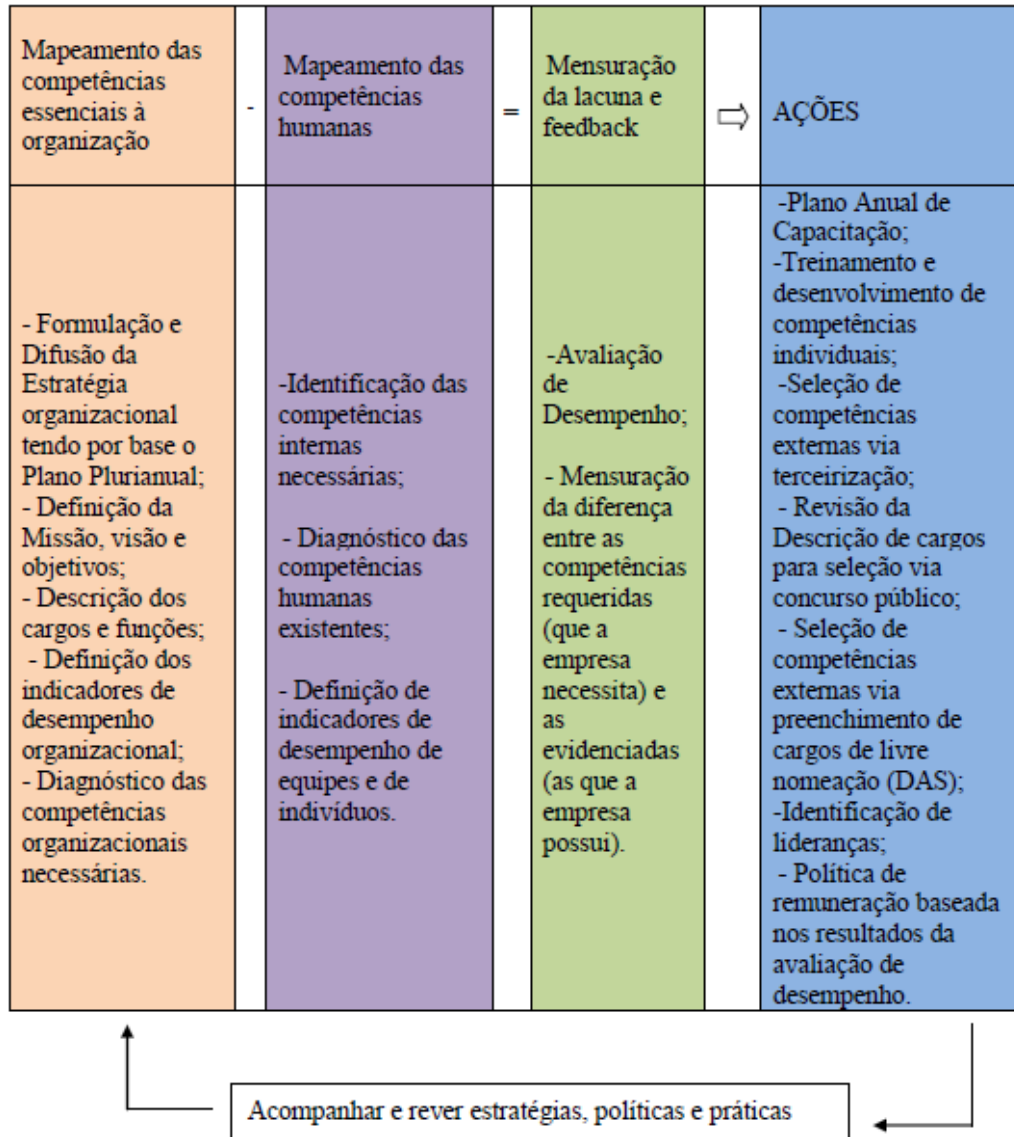 Mapeamento das
competências
essenciais à
organização
-
Mapeamento das
competências
humanas
=
Mensuração
da lacuna e
feedback
⇨
AÇÕES
- Formulação e
Difusão da
Estratégia
organizacional
tendo por base o
Plano Plurianual;
- Definição da
Missão, visão e
objetivos;
- Descrição dos
cargos e funções;
- Definição dos
indicadores de
desempenho
organizacional;
- Diagnóstico das
competências
organizacionais
necessárias.
-Identificação das
competências
internas
necessárias;
- Diagnóstico das
competências
humanas
existentes;
- Definição de
indicadores de
desempenho de
equipes e de
indivíduos.
-Avaliação
de
Desempenho;
- Mensuração
da diferença
entre as
competências
requeridas
(que a
empresa
necessita) e
as
evidenciadas
(as que a
empresa
possui).
-Plano Anual de
Capacitação;
-Treinamento e
desenvolvimento de
competências
individuais;
-Seleção de
competências
externas via
terceirização;
- Revisão da
Descrição de cargos
para seleção via
concurso público;
- Seleção de
competências
externas via
preenchimento de
cargos de livre
nomeação (DAS);
-Identificação de
lideranças;
- Política de
remuneração baseada
nos resultados da
avaliação de
desempenho.
Acompanhar e rever estratégias, políticas e práticas